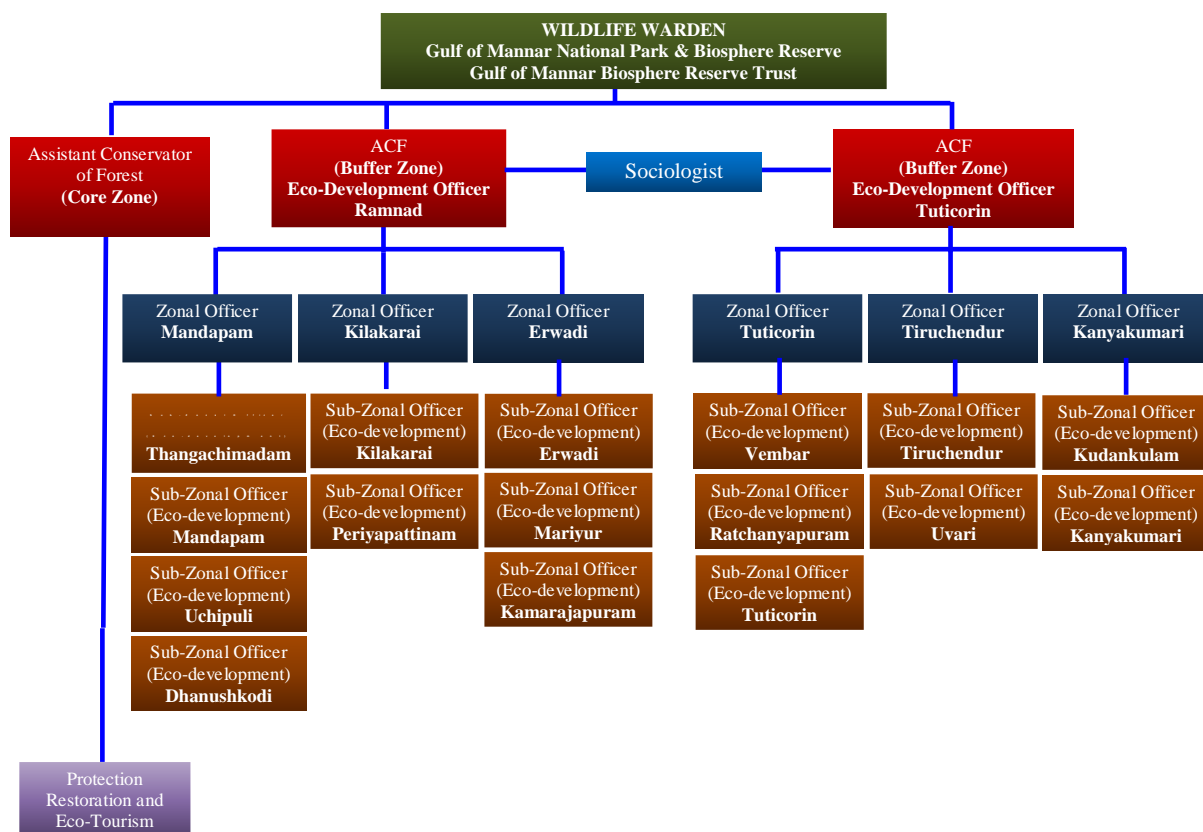 WILDLIFE WARDEN
Gulf of Mannar National Park & Biosphere Reserve
Gulf of Mannar Biosphere Reserve Trust
Assistant Conservator
of Forest
(Core Zone)
ACF
(Buffer Zone)
Eco-Development Officer
Ramnad
Sociologist
ACF
(Buffer Zone)
Eco-Development Officer
Tuticorin
Zonal Officer
Mandapam
Zonal Officer
Kilakarai
Zonal Officer
Erwadi
Zonal Officer
Tuticorin
Zonal Officer
Tiruchendur
Zonal Officer
Kanyakumari
Thangachimadam
Sub-Zonal Officer
(Eco-development)
Mandapam
Sub-Zonal Officer
(Eco-development)
Uchipuli
Sub-Zonal Officer
(Eco-development)
Dhanushkodi
Sub-Zonal Officer
(Eco-development)
Kilakarai
Sub-Zonal Officer
(Eco-development)
Periyapattinam
Sub-Zonal Officer
(Eco-development)
Erwadi
Sub-Zonal Officer
(Eco-development)
Mariyur
Sub-Zonal Officer
(Eco-development)
Kamarajapuram
Sub-Zonal Officer
(Eco-development)
Vembar
Sub-Zonal Officer
(Eco-development)
Ratchanyapuram
Sub-Zonal Officer
(Eco-development)
Tuticorin
Sub-Zonal Officer
(Eco-development)
Tiruchendur
Sub-Zonal Officer
(Eco-development)
Uvari
Sub-Zonal Officer
(Eco-development)
Kudankulam
Sub-Zonal Officer
(Eco-development)
Kanyakumari
Protection
Restoration and
Eco-Tourism